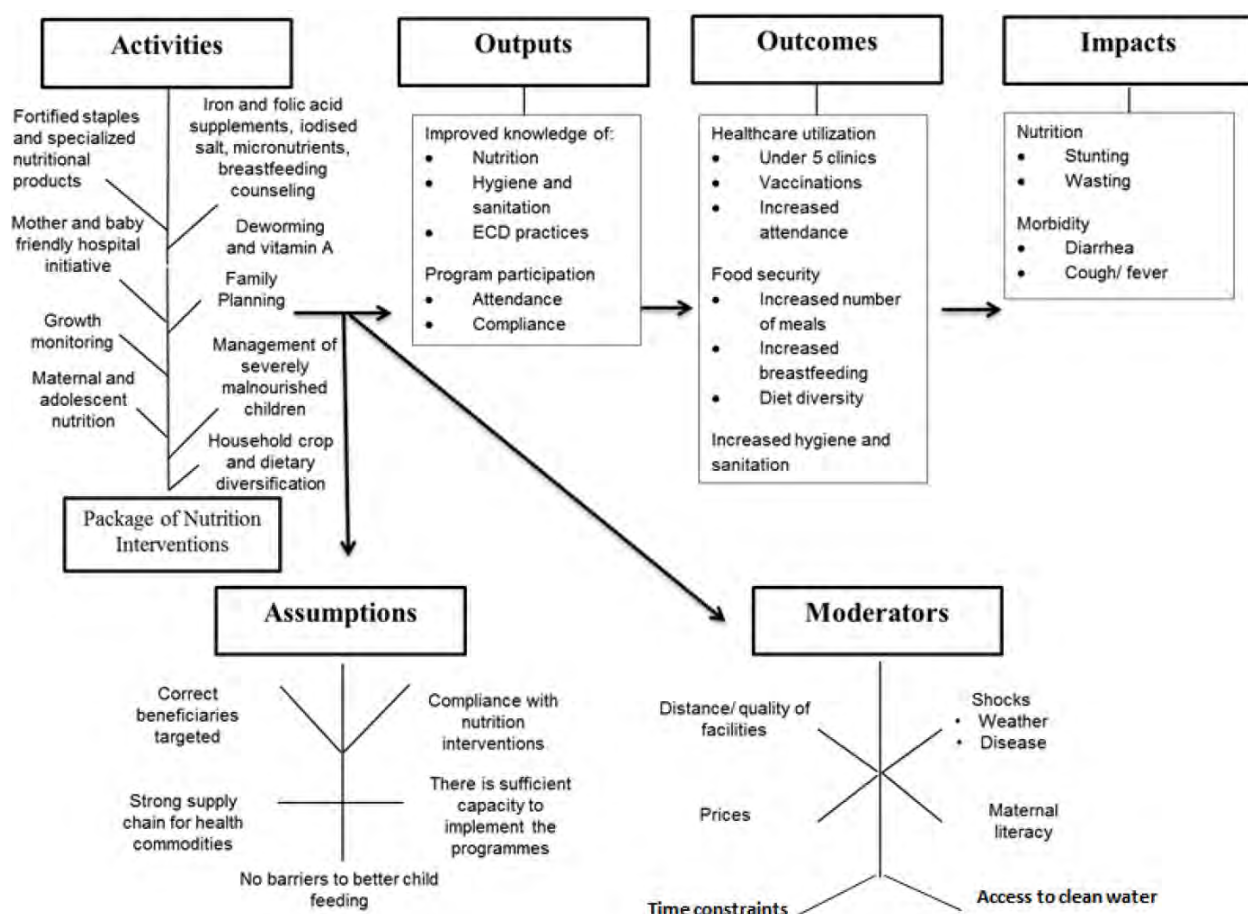 Activities
Fortified staples
and specialized
nutritional
products
Iron and folic acid
supplements, iodised
salt, micronutrients,
breastfeeding
counseling
Mother and baby
friendly hospital
initiative
Deworming
and vitamin A
Family
Planning
Growth
monitoring
Management of
severely
malnourished
children
Maternal and
adolescent
nutrition
Household crop
and dietary
diversification
Package of Nutrition
Interventions
Outputs
Improved knowledge of:
• Nutrition
• Hygiene and
sanitation
• ECD practices
Program participation
• Attendance
• Compliance
Outcomes
Healthcare utilization
• Under 5 clinics
• Vaccinations
• Increased
attendance
Food security
• Increased number
of meals
• Increased
breastfeeding
• Diet diversity
Increased hygiene and
sanitation
Impacts
Nutrition
• Stunting
• Wasting
Morbidity
• Diarrhea
• Cough/ fever
Assumptions
Correct
beneficiaries
targeted
Compliance with
nutrition
interventions
Strong supply
chain for health
commodities
There is sufficient
capacity to
implement the
programmes
No barriers to better child
feeding
Moderators
Distance/ quality of
facilities
Shocks
• Weather
• Disease
Prices
Maternal
literacy
Time constraints
Access to clean water